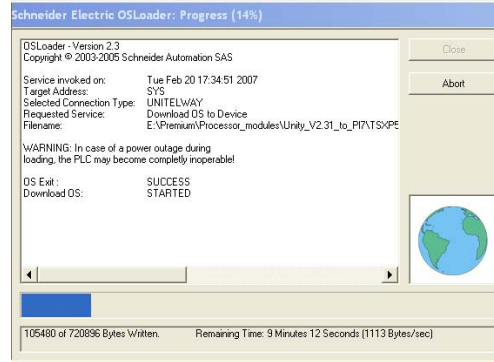 Schneider Electric OSLoader: Progress (14%)
OSLoader - Version 2.3
Copyright © 2003-2005 Schneider Automation SAS
Service invoked on: Tue Feb 20 17:34:51 2007
Target Address: SYS
Selected Connection Type: UNITELWAY
Requested Service: Download OS to Device
Filename: E:\Premium\Processor_modules\Unity_V2.31_to_PI7\TSXP5
WARNING: In case of a power outage during
loading, the PLC may become completly inoperable!
OS Exit : SUCCESS
Download OS: STARTED
Close
Abort
105480 of 720896 Bytes Written. Remaining Time: 9 Minutes 12 Seconds (1113 Bytes/sec)